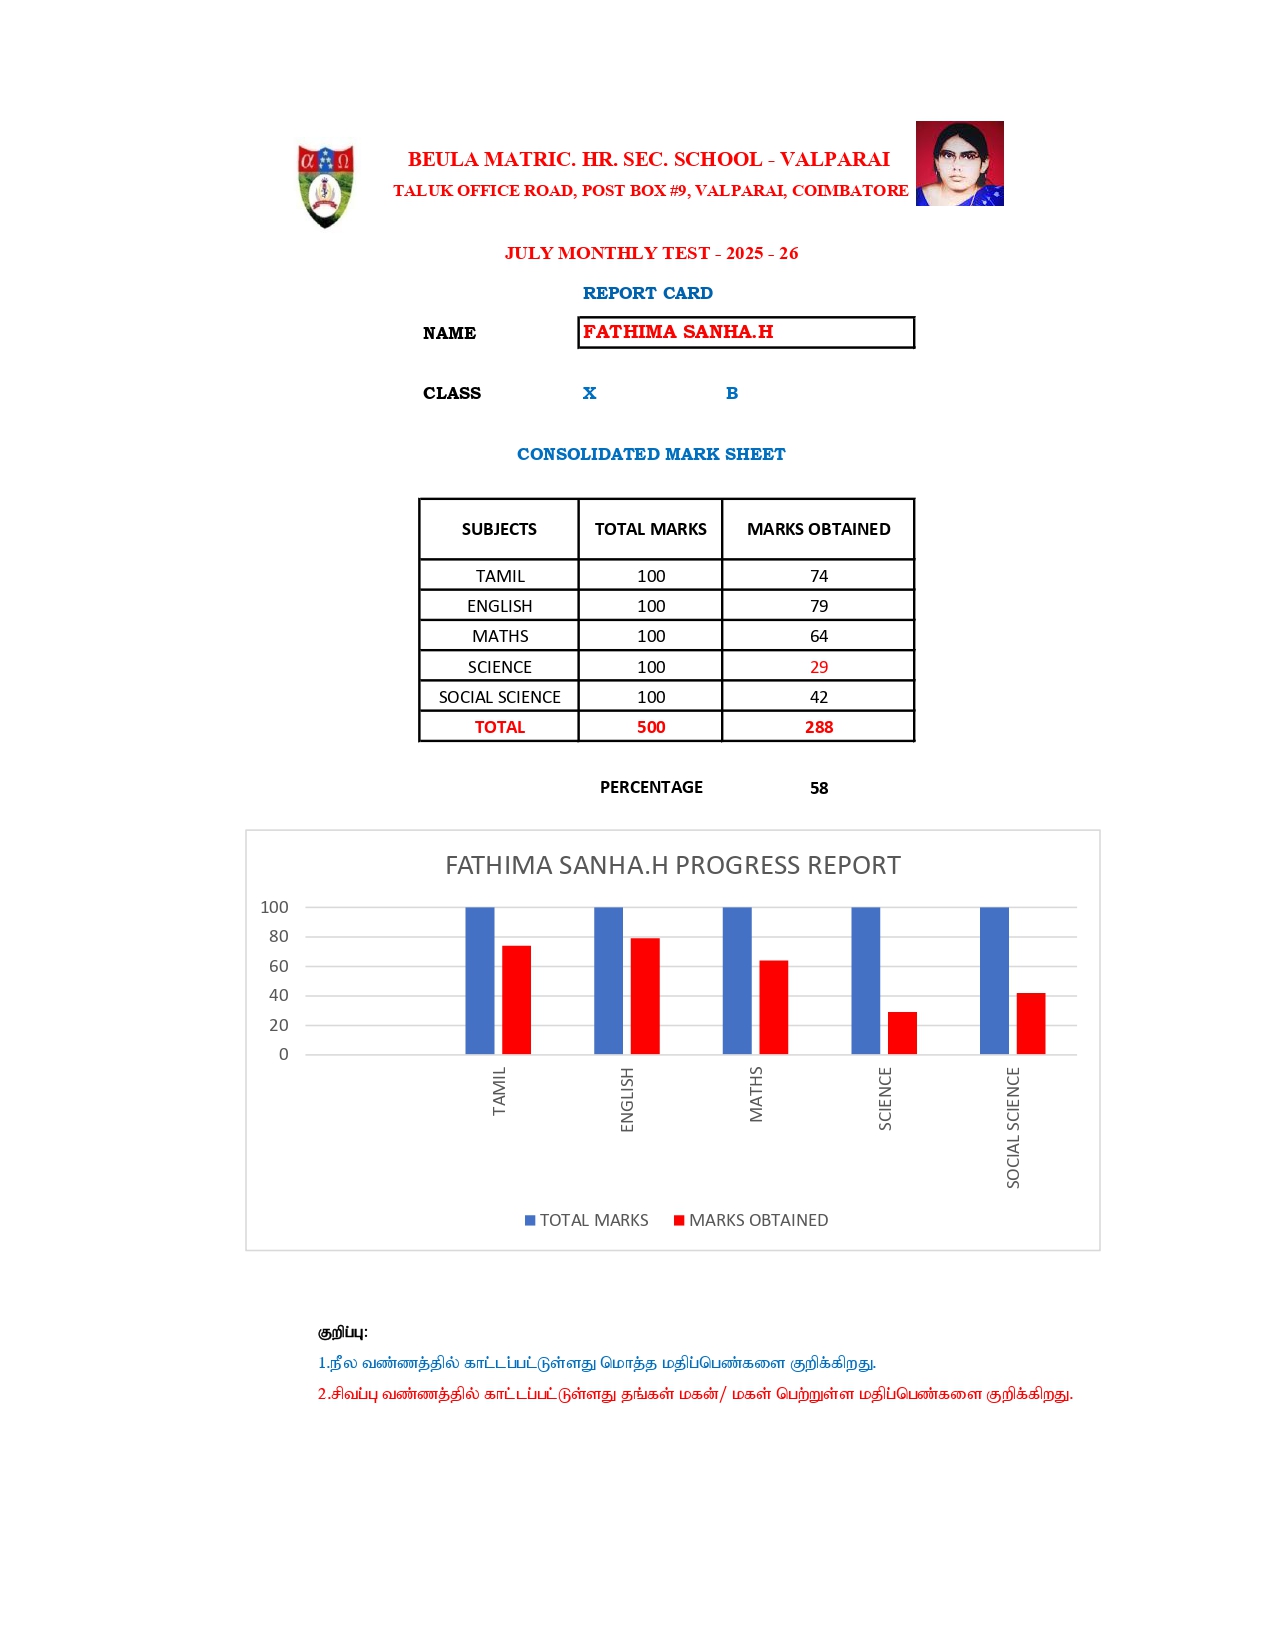 α Ω
BEULA MATRIC. HR. SEC. SCHOOL - VALPARAI
TALUK OFFICE ROAD, POST BOX #9, VALPARAI, COIMBATORE
JULY MONTHLY TEST - 2025 - 26
REPORT CARD
NAME FATHIMA SANHA.H
CLASS X B
CONSOLIDATED MARK SHEET
SUBJECTS TOTAL MARKS MARKS OBTAINED
TAMIL 100 74
ENGLISH 100 79
MATHS 100 64
SCIENCE 100 29
SOCIAL SCIENCE 100 42
TOTAL 500 288
PERCENTAGE 58
FATHIMA SANHA.H PROGRESS REPORT
100
80
60
40
20
0
TAMIL
ENGLISH
MATHS
SCIENCE
SOCIAL SCIENCE
TOTAL MARKS MARKS OBTAINED
குறிப்பு:
1.நீல வண்ணத்தில் காட்டப்பட்டுள்ளது மொத்த மதிப்பெண்களை குறிக்கிறது.
2.சிவப்பு வண்ணத்தில் காட்டப்பட்டுள்ளது தங்கள் மகன்/ மகள் பெற்றுள்ள மதிப்பெண்களை குறிக்கிறது.